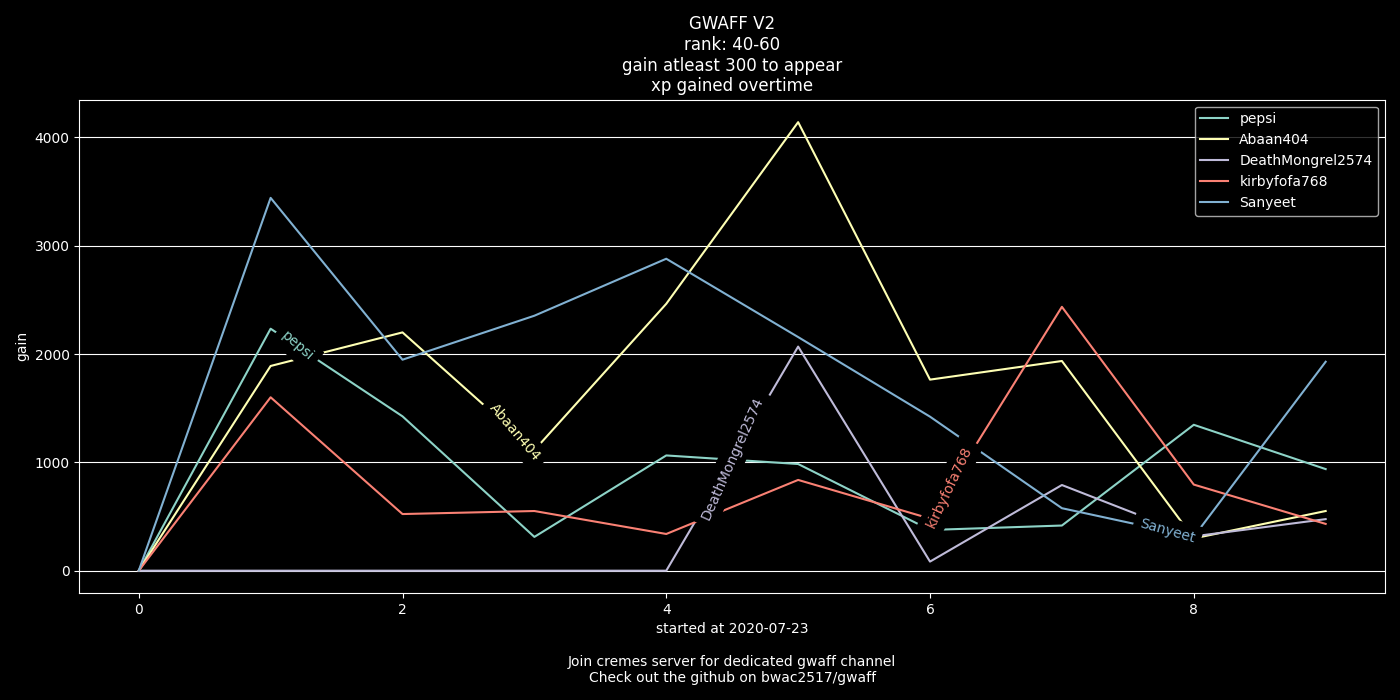 GWAFF V2
rank: 40-60
gain atleast 300 to appear
xp gained overtime
pepsi
Abaan404
DeathMongrel2574
kirbyfofa768
Sanyeet
4000
3000
2000
1000
0
gain
pepsi
Abaan404
DeathMongrel2574
kirbyfofa768
Sanyeet
0 2 4 6 8
started at 2020-07-23
Join cremes server for dedicated gwaff channel
Check out the github on bwac2517/gwaff